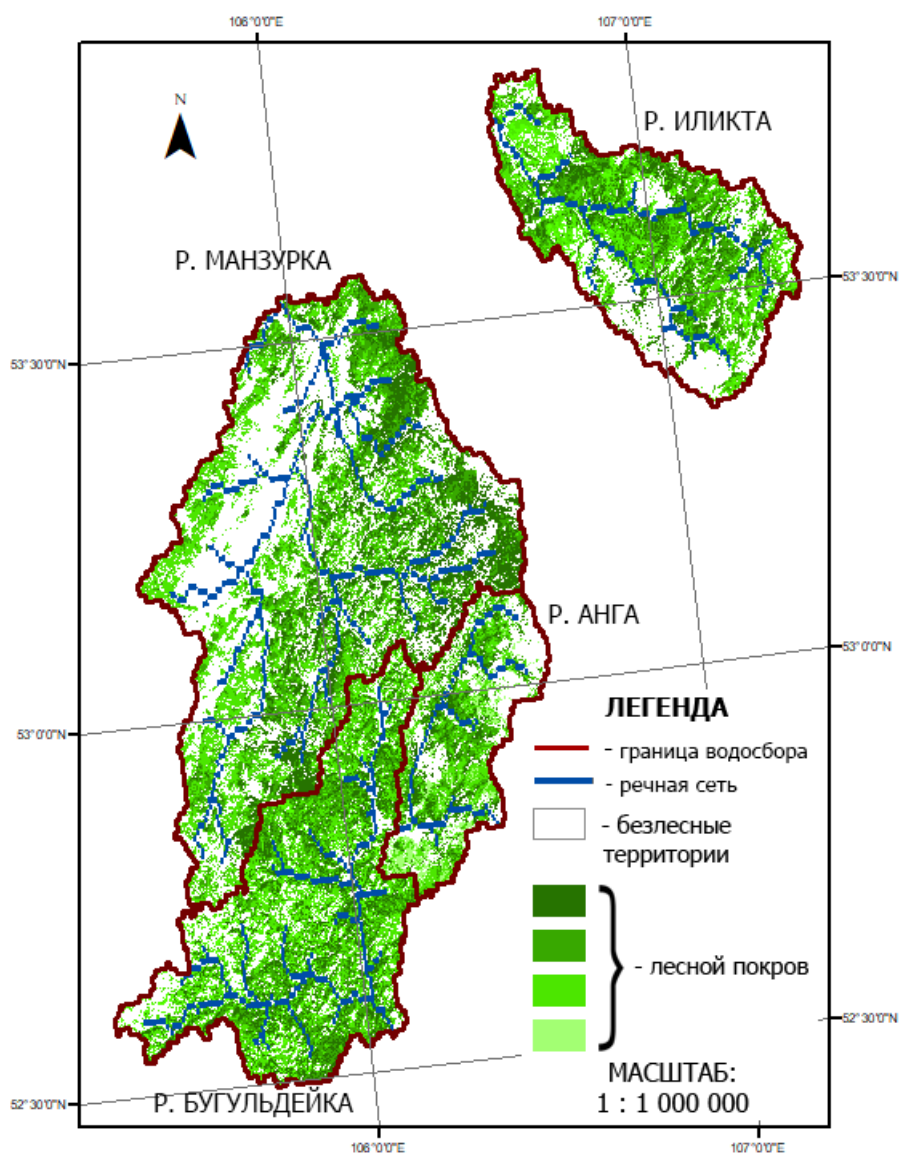 106°0'0"E
107°0'0"E
N
Р. ИЛИКТА
Р. МАНЗУРКА
53°30'0"N
53°30'0"N
Р. АНГА
53°0'0"N
ЛЕГЕНДА
53°0'0"N
- граница водосбора
- речная сеть
- безлесные
территории
- лесной покров
52°30'0"N
МАСШТАБ:
1 : 1 000 000
52°30'0"N
Р. БУГУЛЬДЕЙКА
106°0'0"E
107°0'0"E